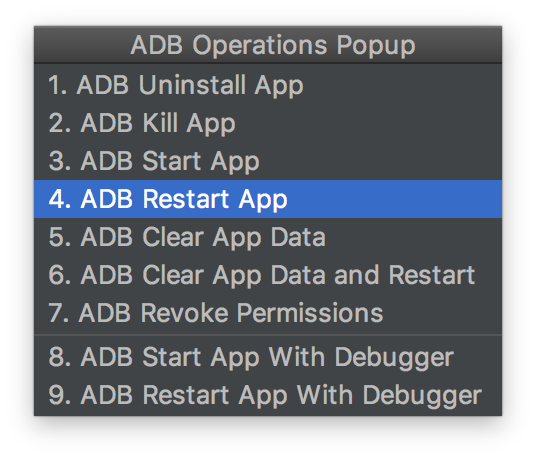 ADB Operations Popup
1. ADB Uninstall App
2. ADB Kill App
3. ADB Start App
4. ADB Restart App
5. ADB Clear App Data
6. ADB Clear App Data and Restart
7. ADB Revoke Permissions
8. ADB Start App With Debugger
9. ADB Restart App With Debugger